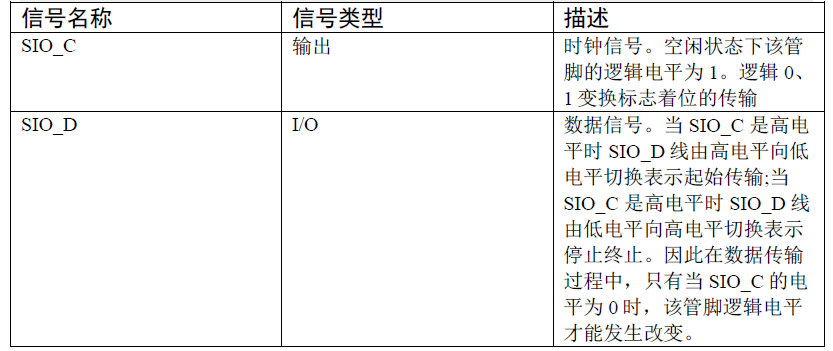 信号名称 信号类型 描述
SIO_C 输出 时钟信号。空闲状态下该管
脚的逻辑电平为 1。逻辑 0、
1 变换标志着位的传输
SIO_D I/O 数据信号。当 SIO_C 是高电
平时 SIO_D 线由高电平向低
电平切换表示起始传输;当
SIO_C 是高电平时 SIO_D 线
由低电平向高电平切换表示
停止终止。因此在数据传输
过程中，只有当 SIO_C 的电
平为 0 时，该管脚逻辑电平
才能发生改变。